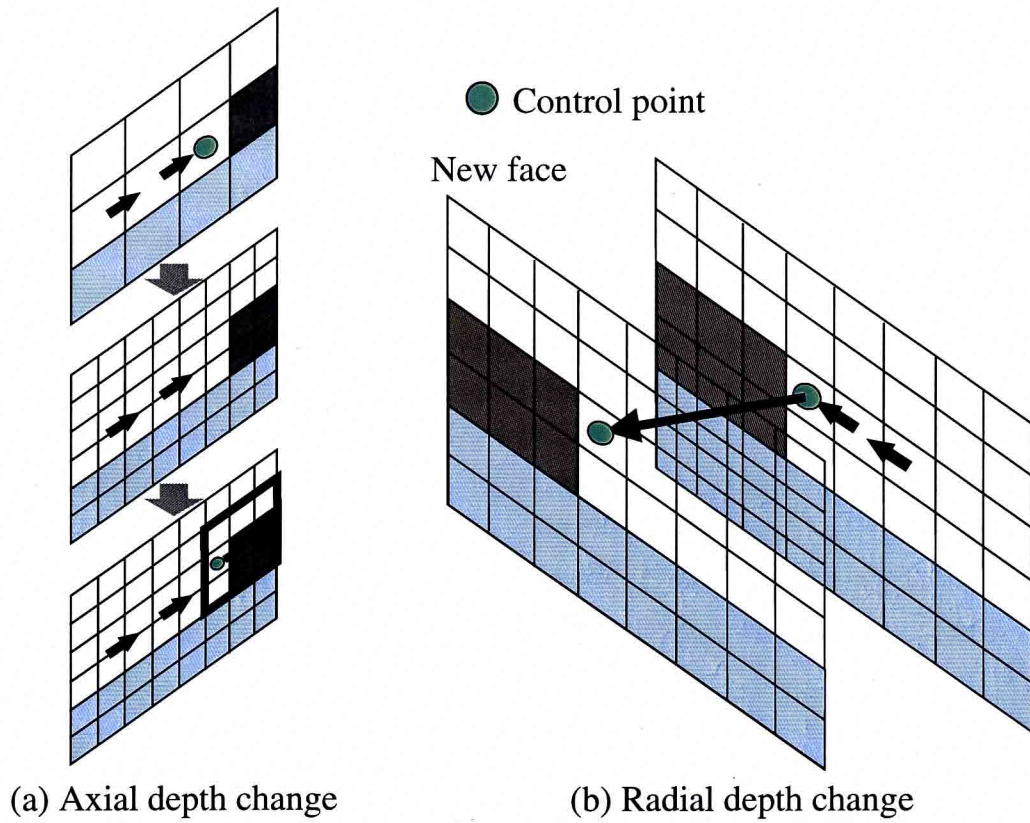 Control point
New face
(a) Axial depth change
(b) Radial depth change